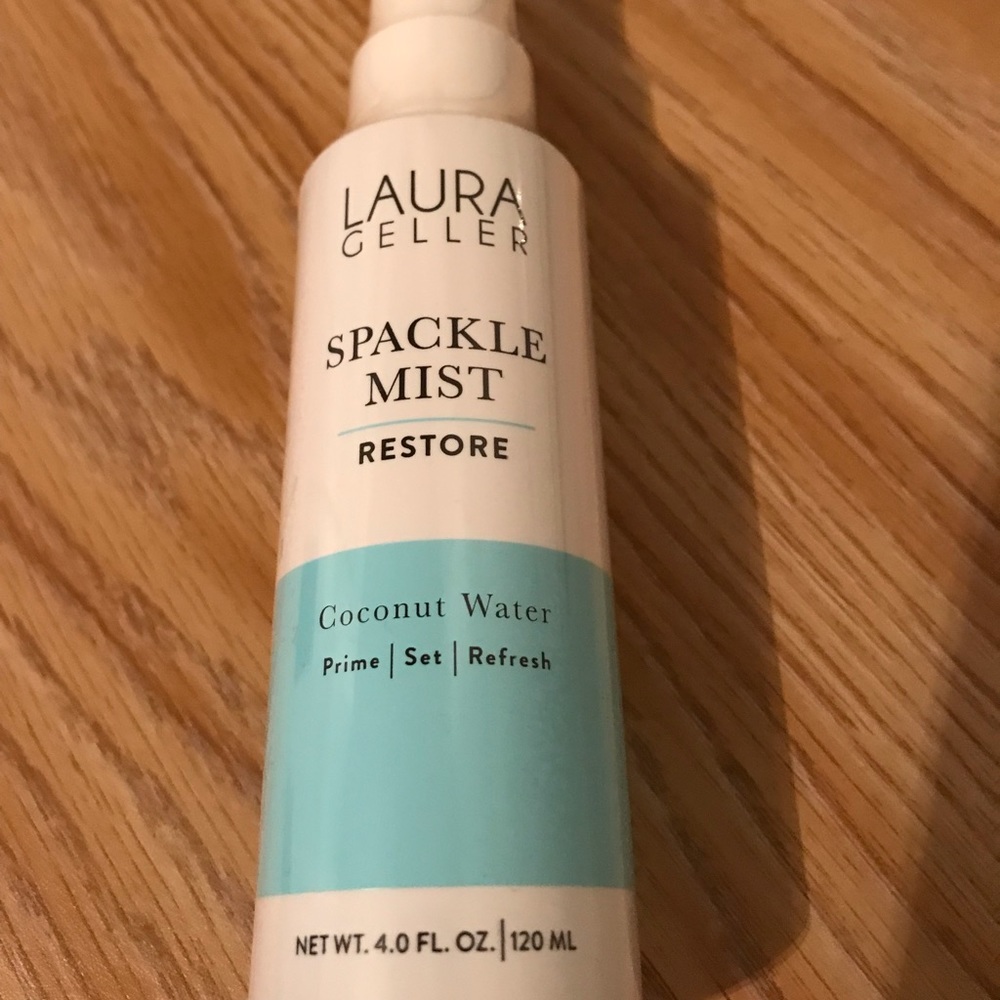 LAURA
GELLER
SPACKLE
MIST
RESTORE
Coconut Water
Prime | Set | Refresh
NET WT. 4.0 FL. OZ. | 120 ML